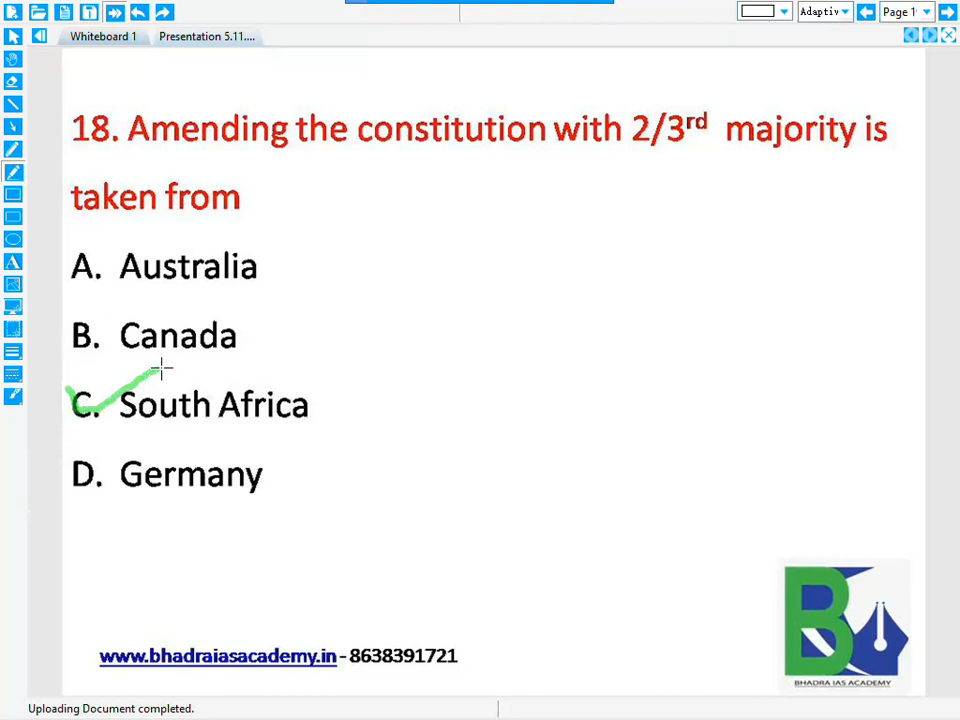 Adaptiv
Page 1
Whiteboard 1
Presentation 5.11....
18. Amending the constitution with 2/3rd majority is
taken from
A. Australia
B. Canada
C. South Africa
D. Germany
BHADRA IAS ACADEMY
www.bhadraiasacademy.in - 8638391721
Uploading Document completed.